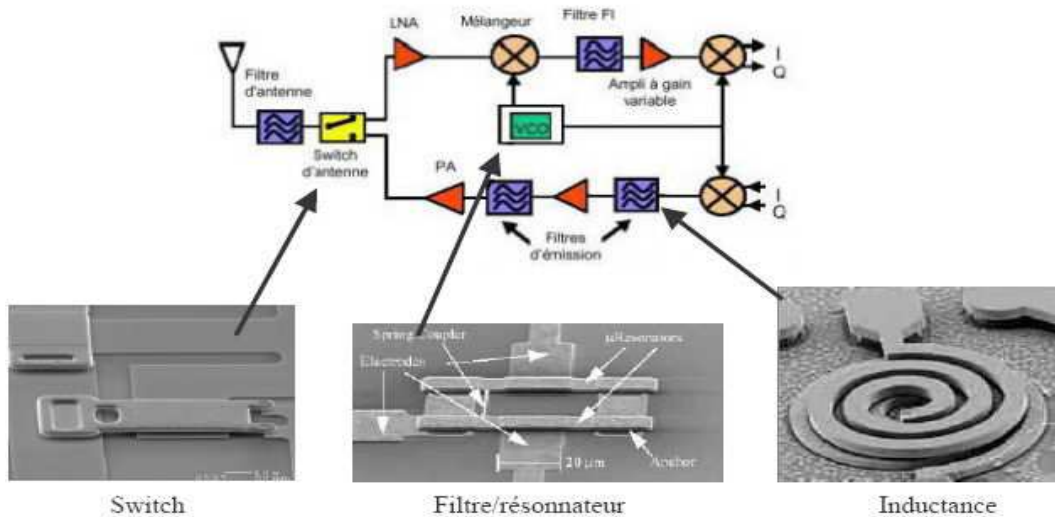 LNA
Mélangeur
Filtre FI
Filtre
d'antenne
I
Q
Ampli à gain
variable
VCO
Switch
d'antenne
PA
I
Q
Filtres
d'émission
Spring Coupler
µResonators
Electrodes
20 µm
Anchor
Switch
Filtre/résonnateur
Inductance